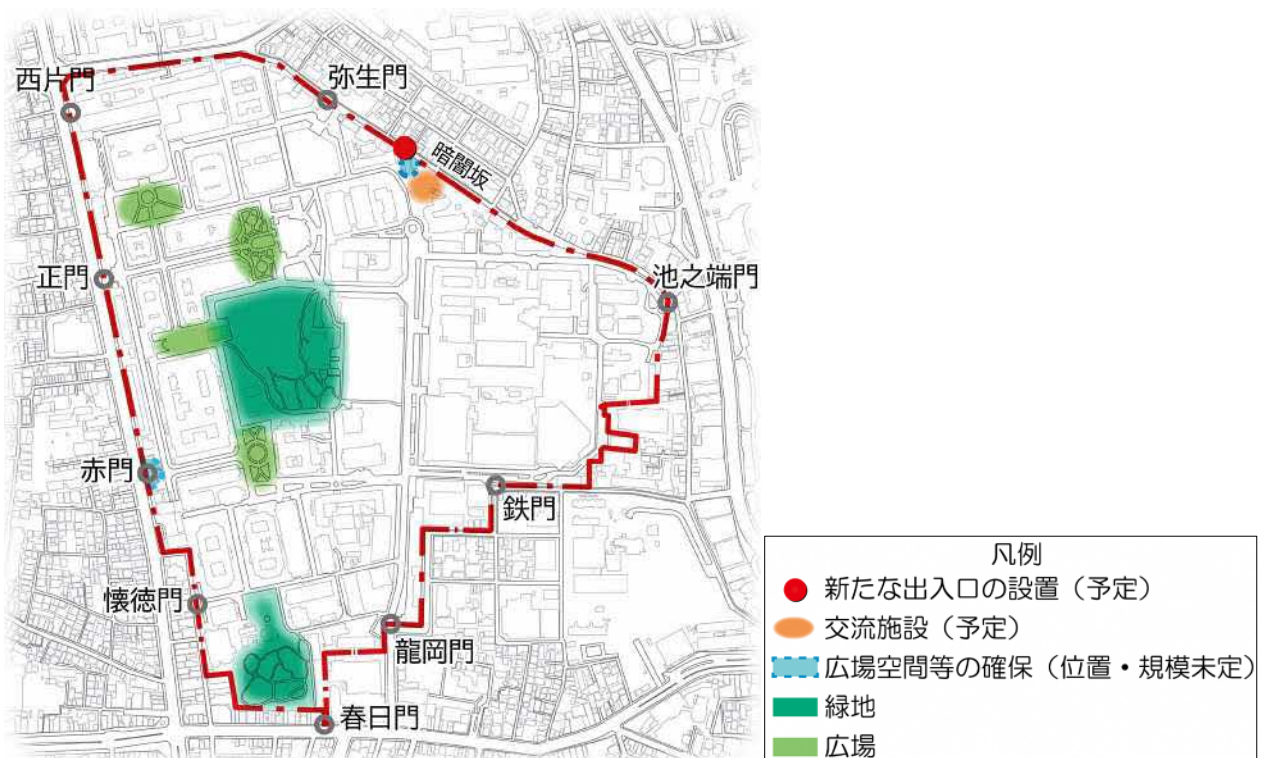 西片門
弥生門
暗闇坂
正門
池之端門
赤門
鉄門
懐徳門
龍岡門
春日門
凡例
新たな出入口の設置（予定）
交流施設（予定）
広場空間等の確保（位置・規模未定）
緑地
広場